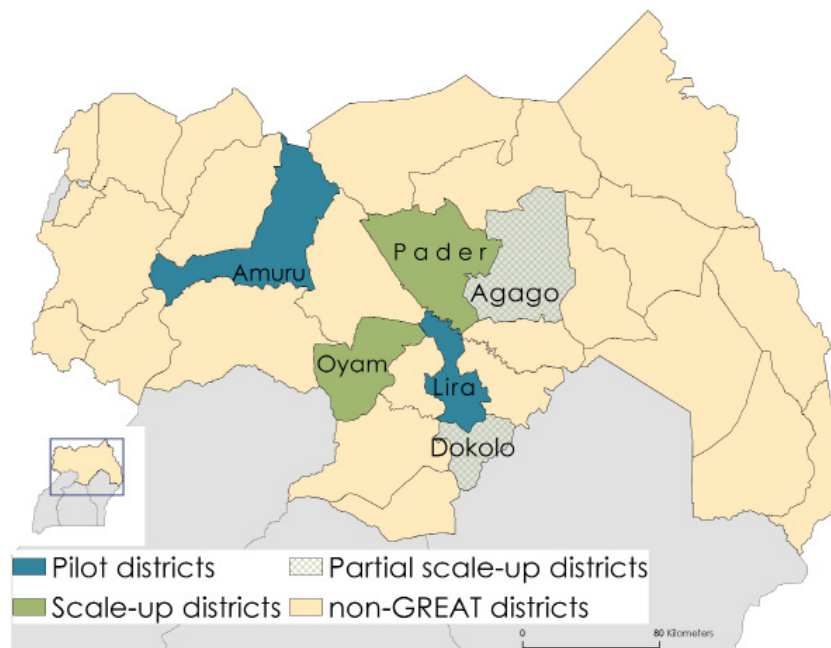 Pader
Amuru
Agago
Oyam
Lira
Dokolo
Pilot districts
Partial scale-up districts
Scale-up districts
non-GREAT districts
0
80 Kilometers